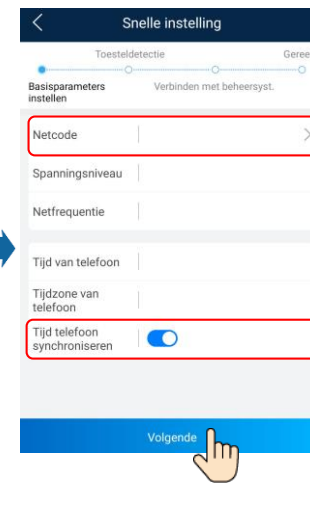 Snelle instelling
Toesteldetectie
Geree
Basisparameters
instellen
Verbinden met beheersyst.
Netcode
Spanningsniveau
Netfrequentie
Tijd van telefoon
Tijdzone van
telefoon
Tijd telefoon
synchroniseren
Volgende